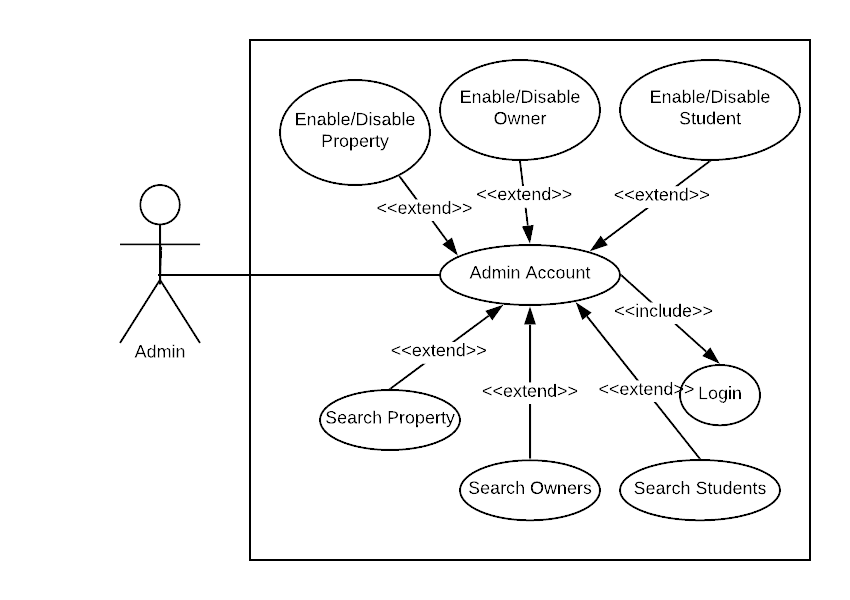 Enable/Disable
Property
Enable/Disable
Owner
Enable/Disable
Student
<<extend>>
<<extend>>
<<extend>>
Admin Account
<<include>>
Admin
<<extend>>
<<extend>>
<<extend>>
Login
Search Property
Search Owners
Search Students